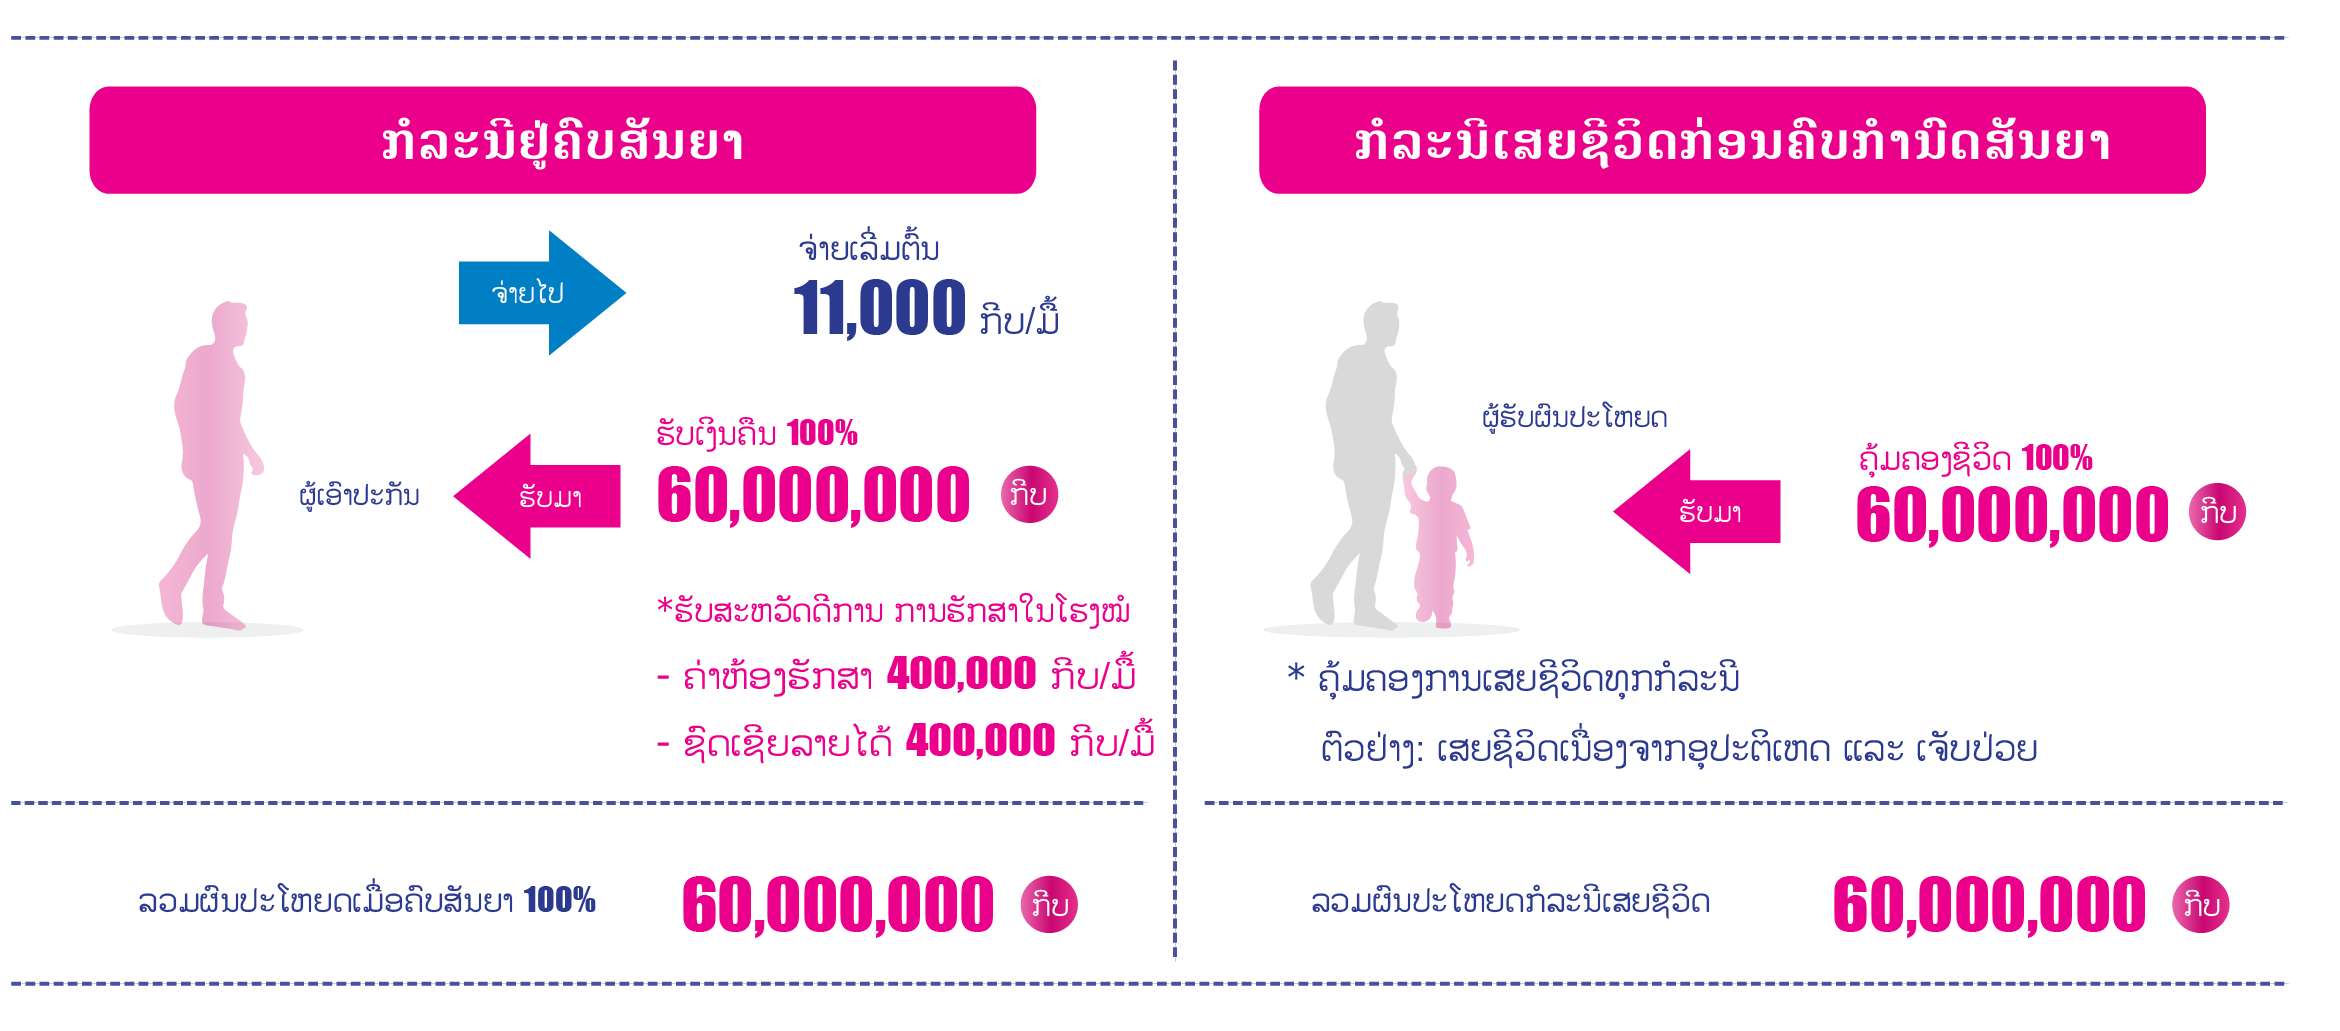 ກໍລະນີຢູ່ຄົບສັນຍາ
ຈ່າຍໄປ
ຈ່າຍເລີ່ມຕົ້ນ
11,000 ກີບ/ມື້
ຜູ້ເອົາປະກັນ
ຮັບມາ
ຮັບເງິນຄືນ 100%
60,000,000 ກີບ
*ຮັບສະຫວັດດີການ ການຮັກສາໃນໂຮງໝໍ
- ຄ່າຫ້ອງຮັກສາ 400,000 ກີບ/ມື້
- ຊົດເຊີຍລາຍໄດ້ 400,000 ກີບ/ມື້
ລວມຜົນປະໂຫຍດເມື່ອຄົບສັນຍາ 100% 60,000,000 ກີບ
ກໍລະນີເສຍຊີວິດກ່ອນຄົບກຳນົດສັນຍາ
ຜູ້ຮັບຜົນປະໂຫຍດ
ຮັບມາ
ຄຸ້ມຄອງຊີວິດ 100%
60,000,000 ກີບ
* ຄຸ້ມຄອງການເສຍຊີວິດທຸກກໍລະນີ
ຕົວຢ່າງ: ເສຍຊີວິດເນື່ອງຈາກອຸປະຕິເຫດ ແລະ ເຈັບປ່ວຍ
ລວມຜົນປະໂຫຍດກໍລະນີເສຍຊີວິດ 60,000,000 ກີບ